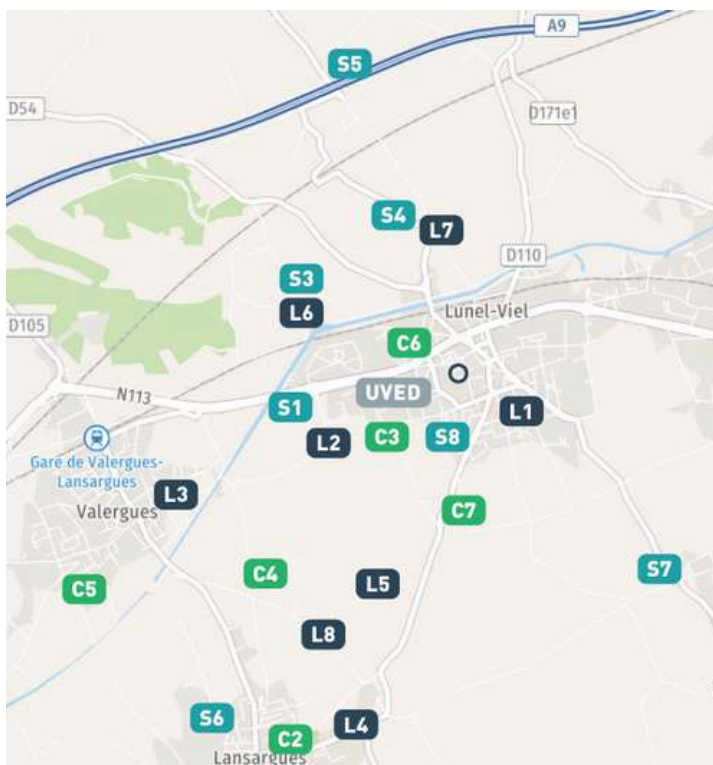 A9
S5
D54
D171e1
S4
L7
D110
S3
L6
Lunel-Viel
D105
C6
N113
UVED
S1
L1
L2
C3
S8
Gare de Valergues-
Lansargues
L3
Valergues
C7
C4
L5
S7
C5
L8
S6
L4
C2
Lansargues